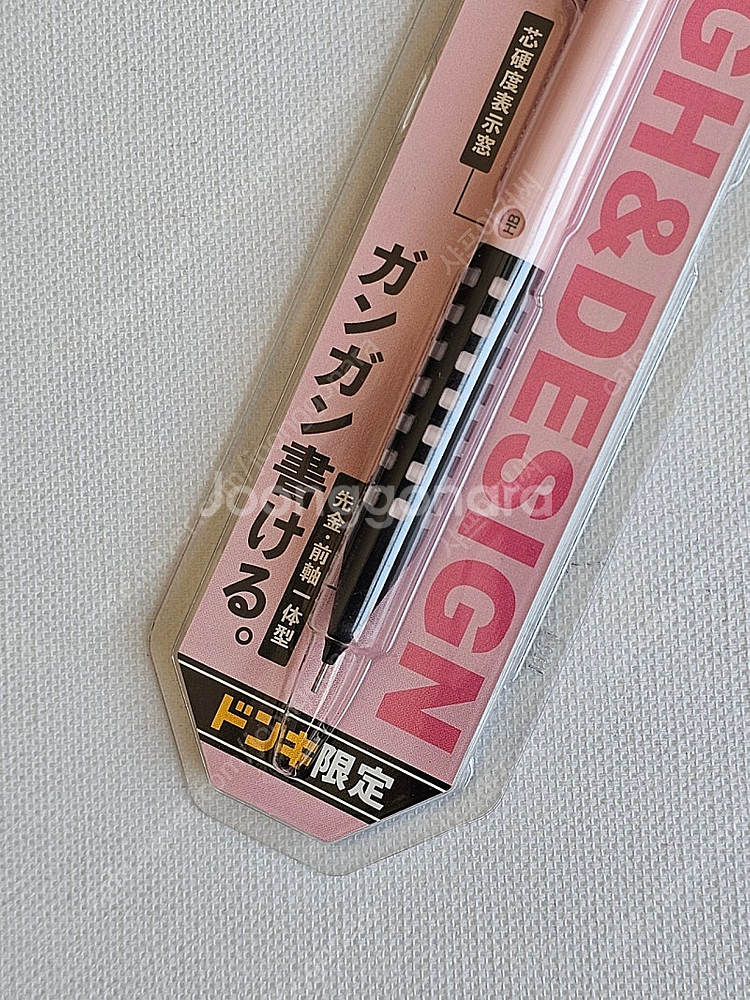 芯硬度表示窓
HB
GH&DESIGN
ガンガン書ける。
先金・前軸一体型
ドンキ限定
Joonggonara